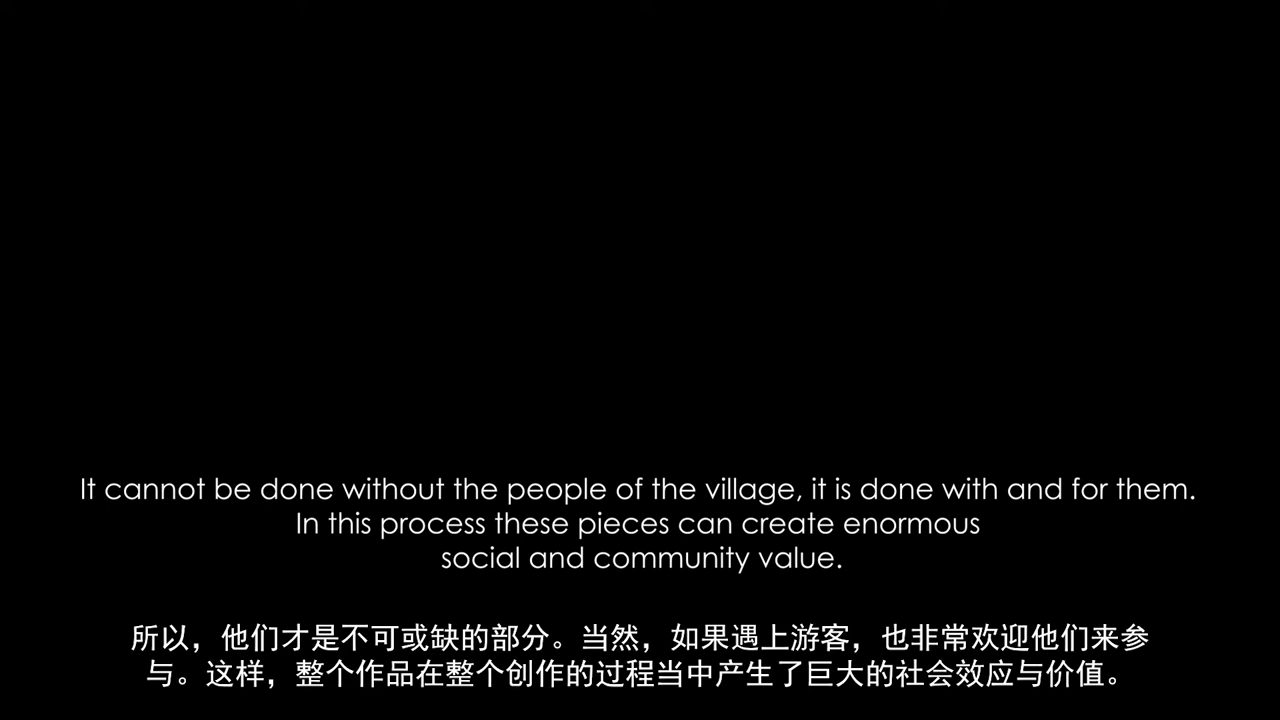 It cannot be done without the people of the village, it is done with and for them.
In this process these pieces can create enormous
social and community value.
所以，他们才是不可或缺的部分。当然，如果遇上游客，也非常欢迎他们来参
与。这样，整个作品在整个创作的过程当中产生了巨大的社会效应与价值。